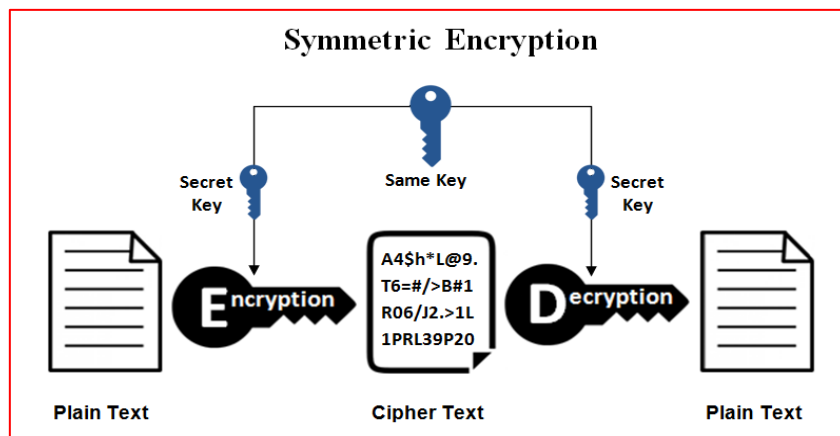 Symmetric Encryption
Same Key
Secret
Key
Secret
Key
Encryption
A4$h*L@9.
T6=#/>B#1
R06/J2.>1L
1PRL39P20
Decryption
Plain Text
Cipher Text
Plain Text